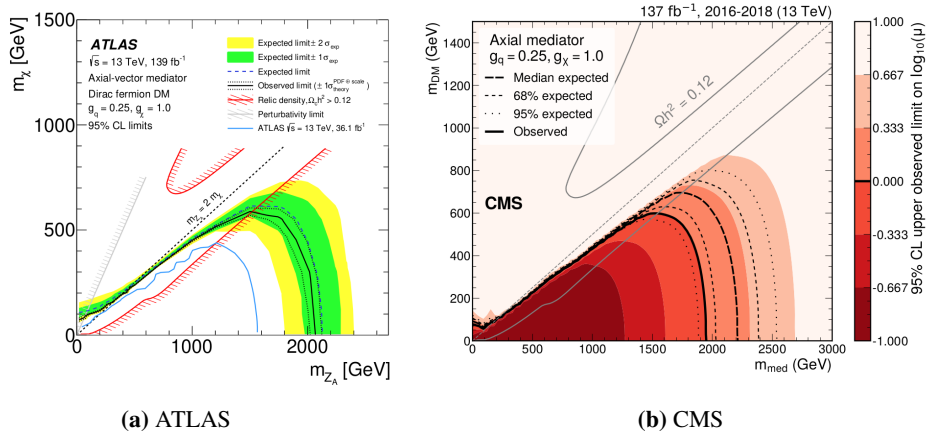 ATLAS
√s = 13 TeV, 139 fb⁻¹
Axial-vector mediator
Dirac fermion DM
g_q = 0.25, g_χ = 1.0
95% CL limits
Expected limit ± 2 σ_exp
Expected limit ± 1σ_exp
Expected limit
Observed limit (± 1σ_theory^PDF⊕scale)
Relic density, Ω_c h² > 0.12
Perturbativity limit
ATLAS √s = 13 TeV, 36.1 fb⁻¹
m_Z_A = 2 m_χ
m_χ [GeV]
1500
1000
500
0
0 1000 2000
m_Z_A [GeV]
(a) ATLAS
137 fb⁻¹, 2016-2018 (13 TeV)
Axial mediator
g_q = 0.25, g_χ = 1.0
Median expected
68% expected
95% expected
Observed
Ωh² = 0.12
CMS
m_DM [GeV]
1400
1200
1000
800
600
400
200
0
0 500 1000 1500 2000 2500 3000
m_med [GeV]
1.000
0.667
0.333
0.000
-0.333
-0.667
-1.000
95% CL upper observed limit on log₁₀(μ)
(b) CMS